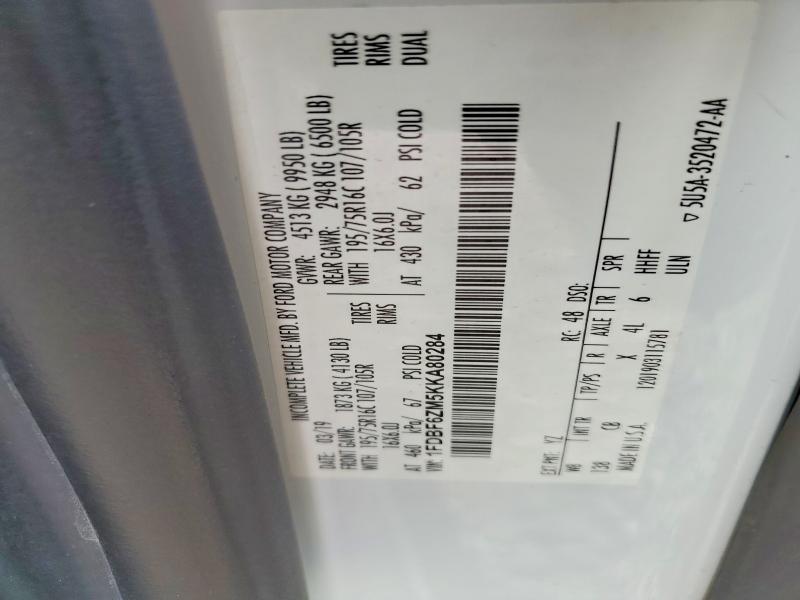 INCOMPLETE VEHICLE MFD. BY FORD MOTOR COMPANY
DATE: 03/19 GVWR: 4513 KG ( 9950 LB)
FRONT GAWR: 1873 KG ( 4130 LB) REAR GAWR: 2948 KG ( 6500 LB)
WITH 195/75R16C 107/105R TIRES WITH 195/75R16C 107/105R TIRES
16X6.0J RIMS 16X6.0J RIMS
AT 460 kPa/ 67 PSI COLD AT 430 kPa/ 62 PSI COLD DUAL
VIN: 1FDBF6ZM5KKA80284
EXT PNT: YZ RC: 48 DSO:
WB INT TR TP/PS R AXLE TR SPR
138 CB X 4L 6 HHFF
MADE IN U.S.A. 1201903115781 ULN
▽ 5U5A-3520472-AA